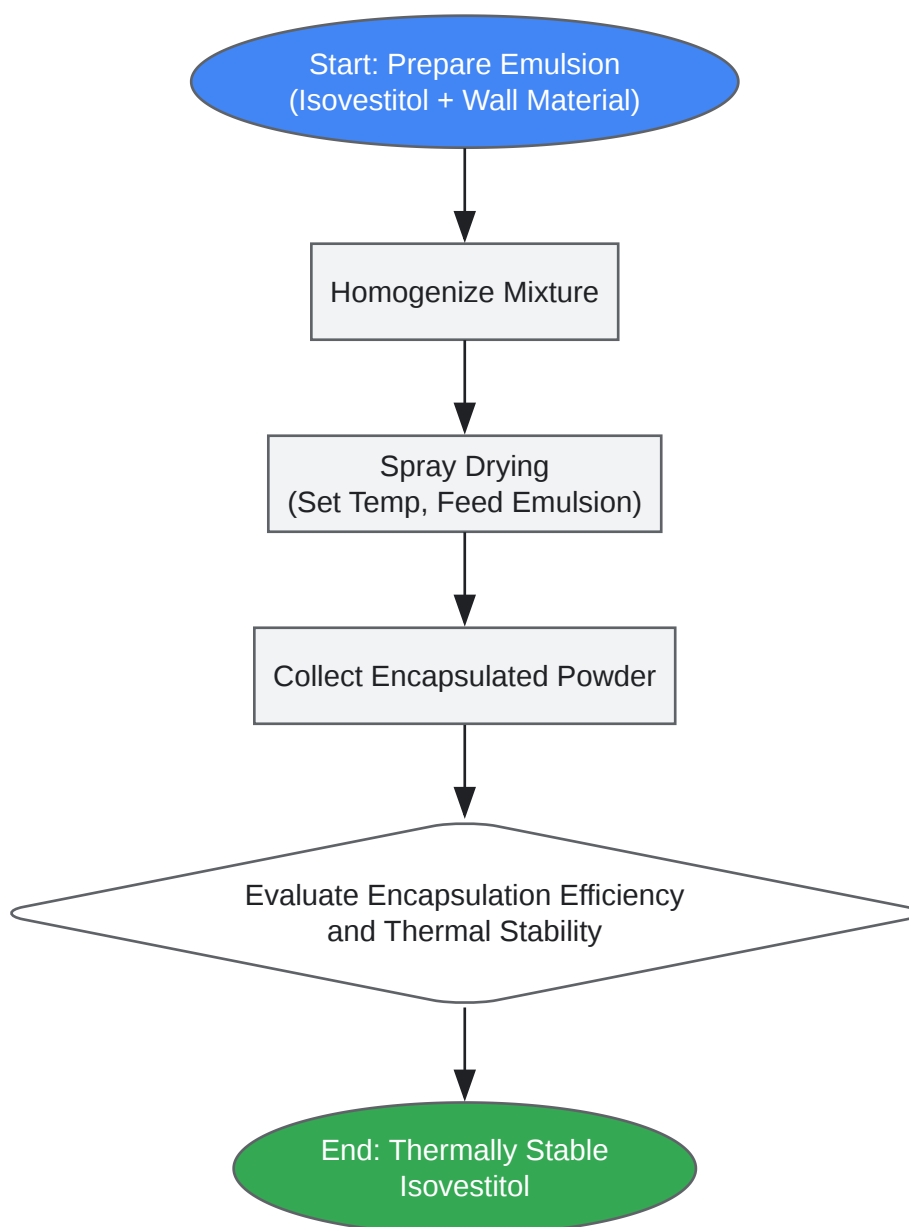 Start: Prepare Emulsion
(Isovestitol + Wall Material)
Homogenize Mixture
Spray Drying
(Set Temp, Feed Emulsion)
Collect Encapsulated Powder
Evaluate Encapsulation Efficiency
and Thermal Stability
End: Thermally Stable
Isovestitol